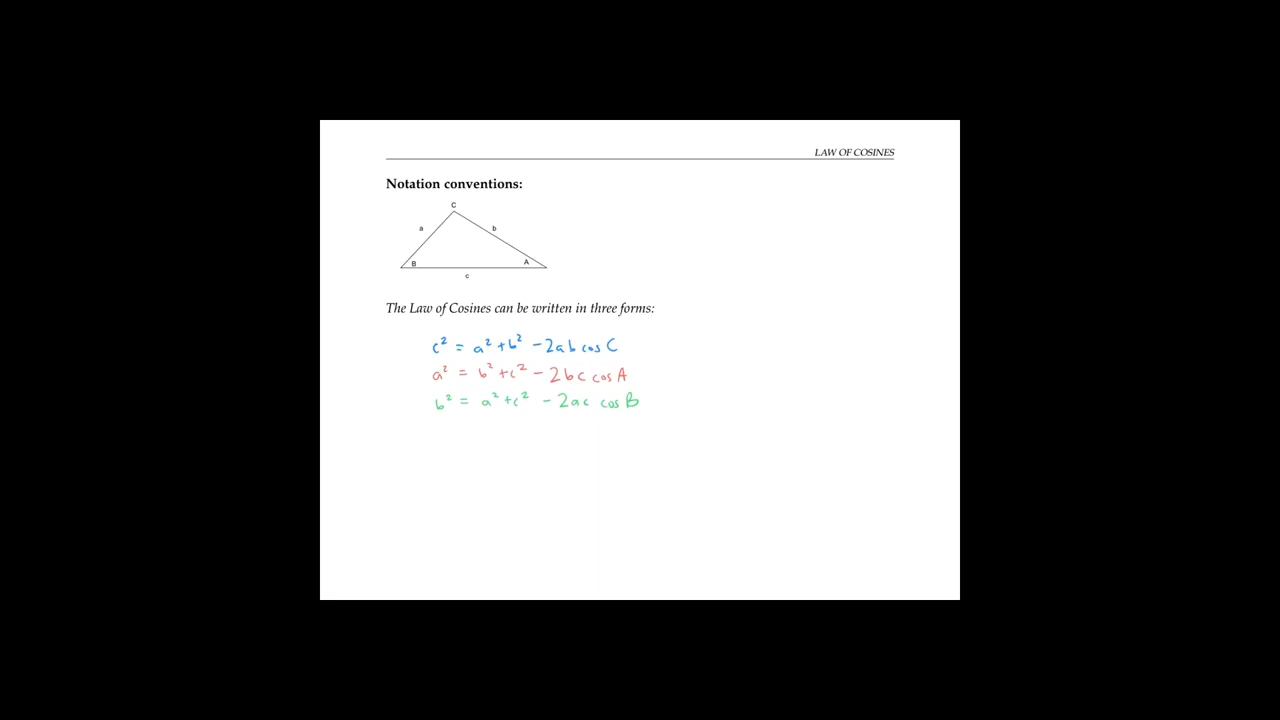 LAW OF COSINES
Notation conventions:
C
a b
B A
c
The Law of Cosines can be written in three forms:
c² = a² + b² - 2ab cos C
a² = b² + c² - 2bc cos A
b² = a² + c² - 2ac cos B